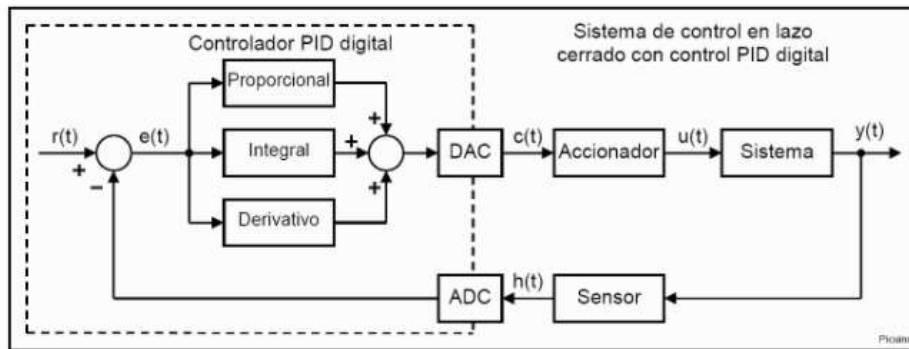 Controlador PID digital
Sistema de control en lazo
cerrado con control PID digital
Proporcional
r(t)
e(t)
+
-
Integral
Derivativo
+
+
+
DAC
c(t)
Accionador
u(t)
Sistema
y(t)
ADC
h(t)
Sensor